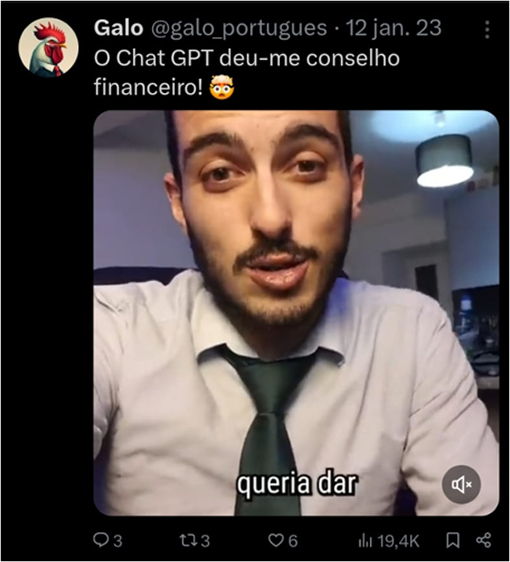 Galo @galo_portugues · 12 jan. 23
O Chat GPT deu-me conselho
financeiro! 🤯
queria dar
3 3 6 19,4K